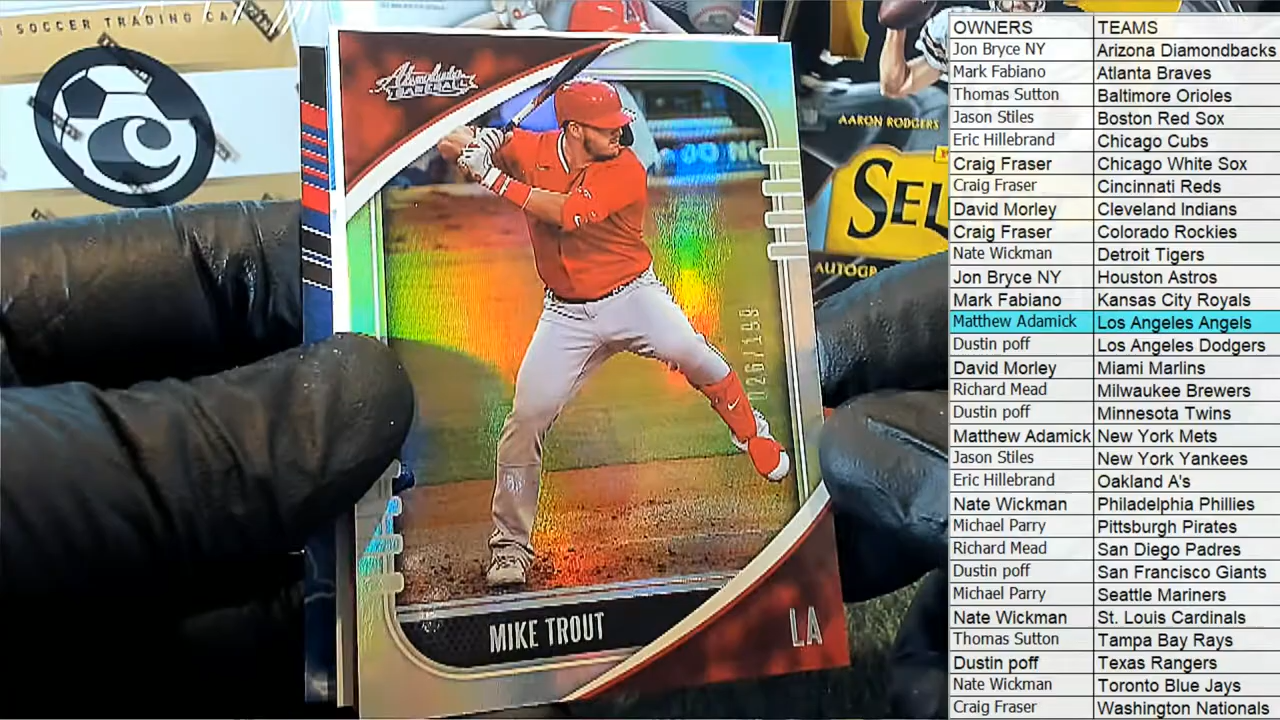 SOCCER TRADING CA
Absolute
BASEBALL
026/199
MIKE TROUT
LA
AARON RODGERS
SEL
AUTOGR
OWNERS TEAMS
Jon Bryce NY Arizona Diamondbacks
Mark Fabiano Atlanta Braves
Thomas Sutton Baltimore Orioles
Jason Stiles Boston Red Sox
Eric Hillebrand Chicago Cubs
Craig Fraser Chicago White Sox
Craig Fraser Cincinnati Reds
David Morley Cleveland Indians
Craig Fraser Colorado Rockies
Nate Wickman Detroit Tigers
Jon Bryce NY Houston Astros
Mark Fabiano Kansas City Royals
Matthew Adamick Los Angeles Angels
Dustin poff Los Angeles Dodgers
David Morley Miami Marlins
Richard Mead Milwaukee Brewers
Dustin poff Minnesota Twins
Matthew Adamick New York Mets
Jason Stiles New York Yankees
Eric Hillebrand Oakland A's
Nate Wickman Philadelphia Phillies
Michael Parry Pittsburgh Pirates
Richard Mead San Diego Padres
Dustin poff San Francisco Giants
Michael Parry Seattle Mariners
Nate Wickman St. Louis Cardinals
Thomas Sutton Tampa Bay Rays
Dustin poff Texas Rangers
Nate Wickman Toronto Blue Jays
Craig Fraser Washington Nationals